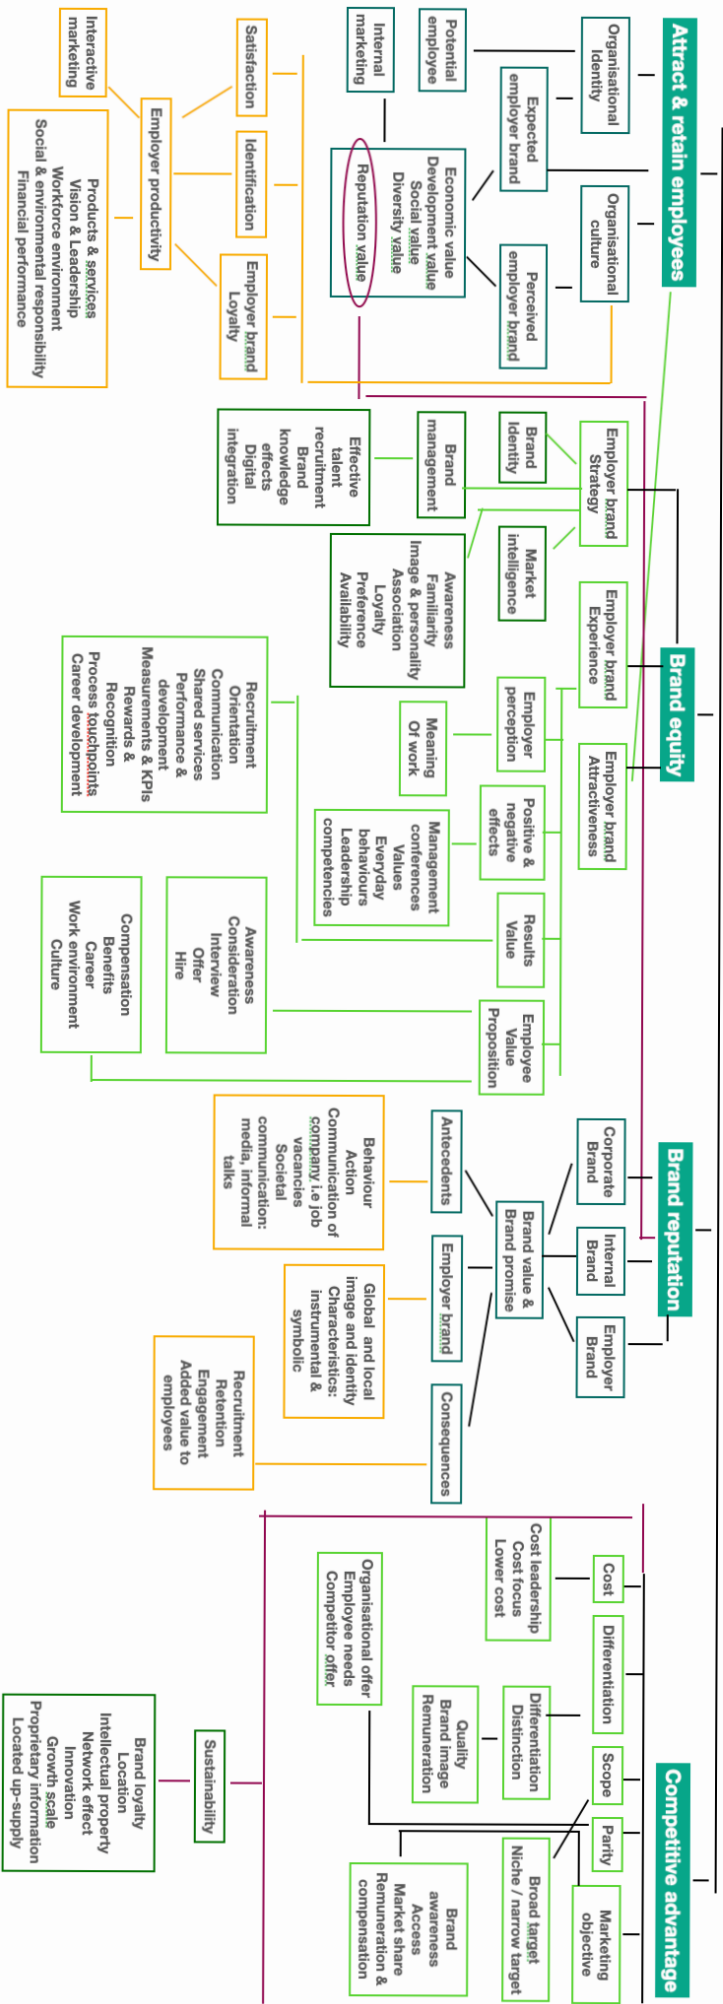 Attract & retain employees
Organisational
Identity
Organisational
culture
Potential
employee
Expected
employer brand
Perceived
employer brand
Internal
marketing
Economic value
Development value
Social value
Diversity value
Reputation value
Satisfaction
Identification
Employer brand
Loyalty
Interactive
marketing
Employer productivity
Products & services
Vision & Leadership
Workforce environment
Social & environmental responsibility
Financial performance
Brand equity
Employer brand
Strategy
Employer brand
Experience
Employer brand
Attractiveness
Brand
Identity
Market
intelligence
Brand
management
Effective
talent
recruitment
Brand
knowledge
effects
Digital
integration
Awareness
Familiarity
Image & personality
Association
Loyalty
Preference
Availability
Employer
perception
Positive &
negative
effects
Results
Value
Employee
Value
Proposition
Meaning
Of work
Management
conferences
Values
Everyday
behaviours
Leadership
competencies
Recruitment
Orientation
Communication
Shared services
Performance &
development
Measurements & KPIs
Rewards &
Recognition
Process touchpoints
Career development
Awareness
Consideration
Interview
Offer
Hire
Compensation
Benefits
Career
Work environment
Culture
Brand reputation
Corporate
Brand
Internal
Brand
Employer
Brand
Brand value &
Brand promise
Antecedents
Employer brand
Consequences
Behaviour
Action
Communication of
company i.e job
vacancies
Societal
communication:
media, informal
talks
Global and local
image and identity
Characteristics:
instrumental &
symbolic
Recruitment
Retention
Engagement
Added value to
employees
Competitive advantage
Cost
Differentiation
Scope
Parity
Marketing
objective
Cost leadership
Cost focus
Lower cost
Differentiation
Distinction
Broad target
Niche / narrow target
Quality
Brand image
Remuneration
Organisational offer
Employee needs
Competitor offer
Brand
awareness
Access
Market share
Remuneration &
compensation
Sustainability
Brand loyalty
Location
Intellectual property
Network effect
Innovation
Growth scale
Proprietary information
Located up-supply